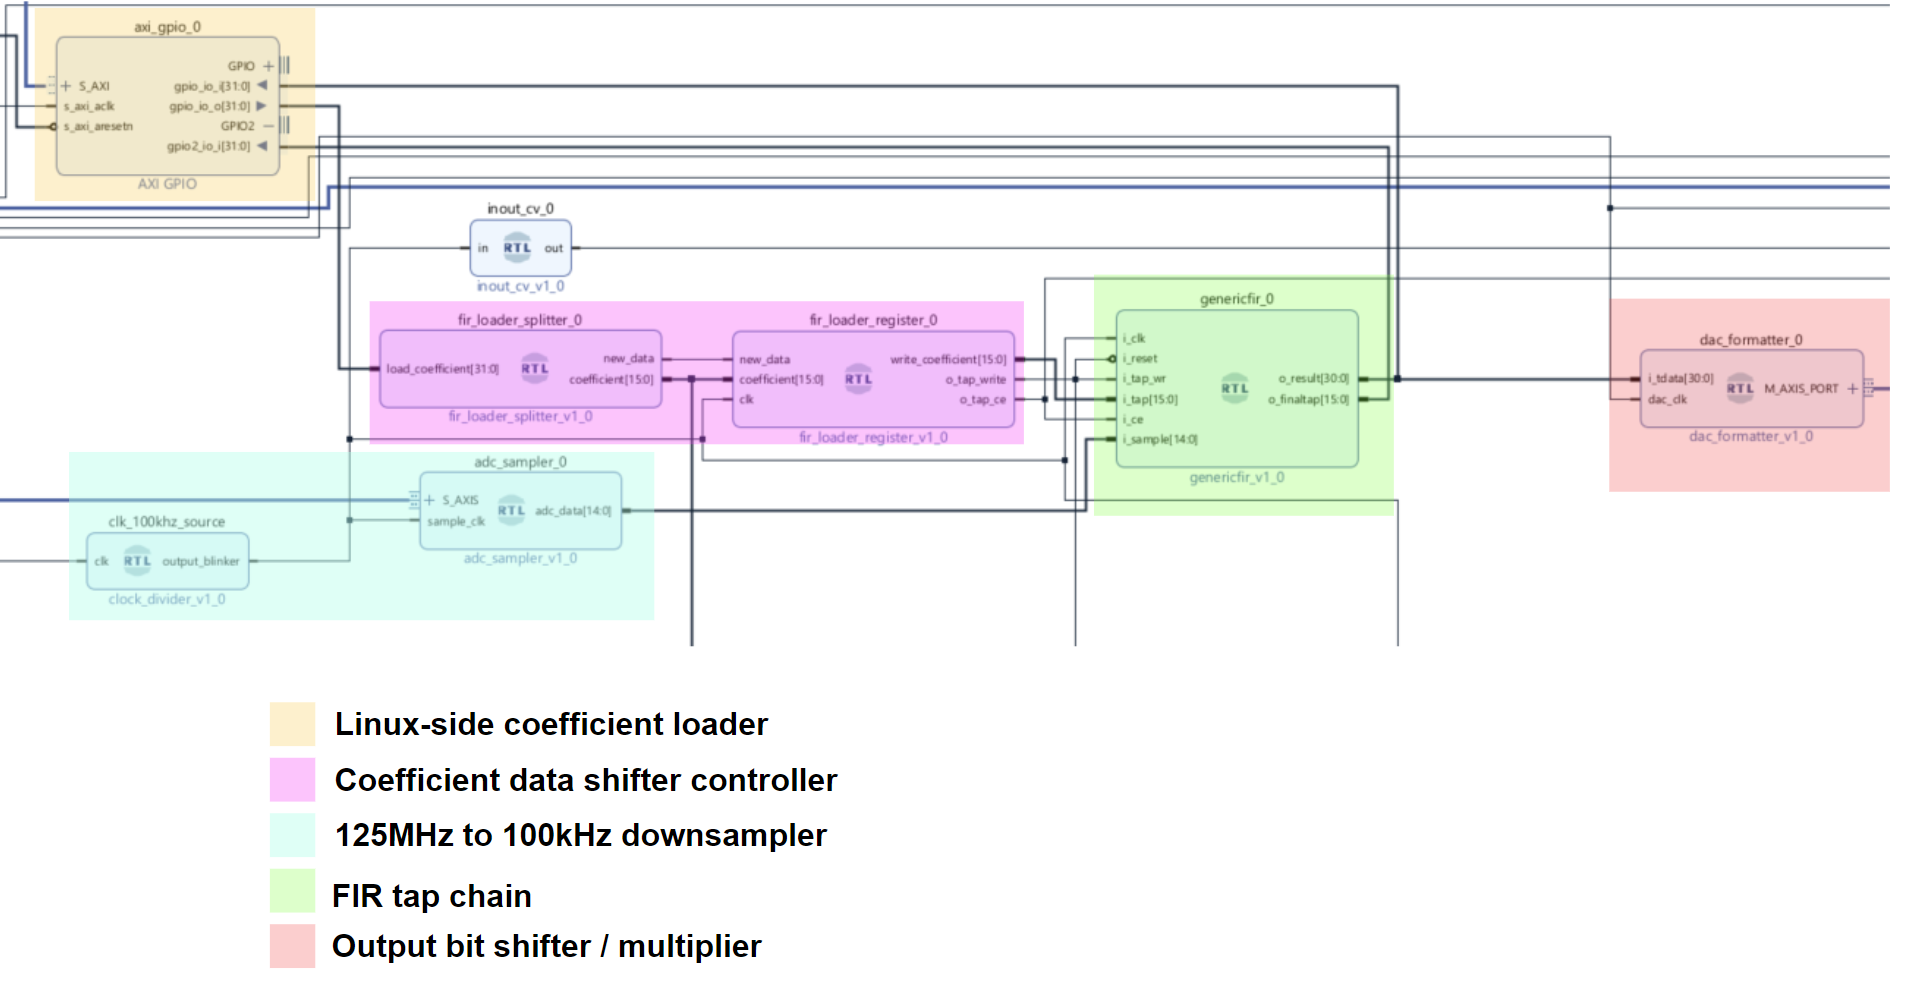 axi_gpio_0
GPIO
S_AXI
gpio_io_i[31:0]
s_axi_aclk
gpio_io_o[31:0]
s_axi_aresetn
GPIO2
gpio2_io_i[31:0]
AXI GPIO
inout_cv_0
in
RTL
out
inout_cv_v1_0
fir_loader_splitter_0
load_coefficient[31:0]
RTL
new_data
coefficient[15:0]
fir_loader_splitter_v1_0
fir_loader_register_0
new_data
coefficient[15:0]
clk
RTL
write_coefficient[15:0]
o_tap_write
o_tap_ce
fir_loader_register_v1_0
genericfir_0
i_clk
i_reset
i_tap_wr
i_tap[15:0]
i_ce
i_sample[14:0]
RTL
o_result[30:0]
o_finaltap[15:0]
genericfir_v1_0
dac_formatter_0
i_tdata[30:0]
dac_clk
RTL
M_AXIS_PORT
dac_formatter_v1_0
adc_sampler_0
S_AXIS
sample_clk
RTL
adc_data[14:0]
adc_sampler_v1_0
clk_100khz_source
clk
RTL
output_blinker
clock_divider_v1_0
Linux-side coefficient loader
Coefficient data shifter controller
125MHz to 100kHz downsampler
FIR tap chain
Output bit shifter / multiplier